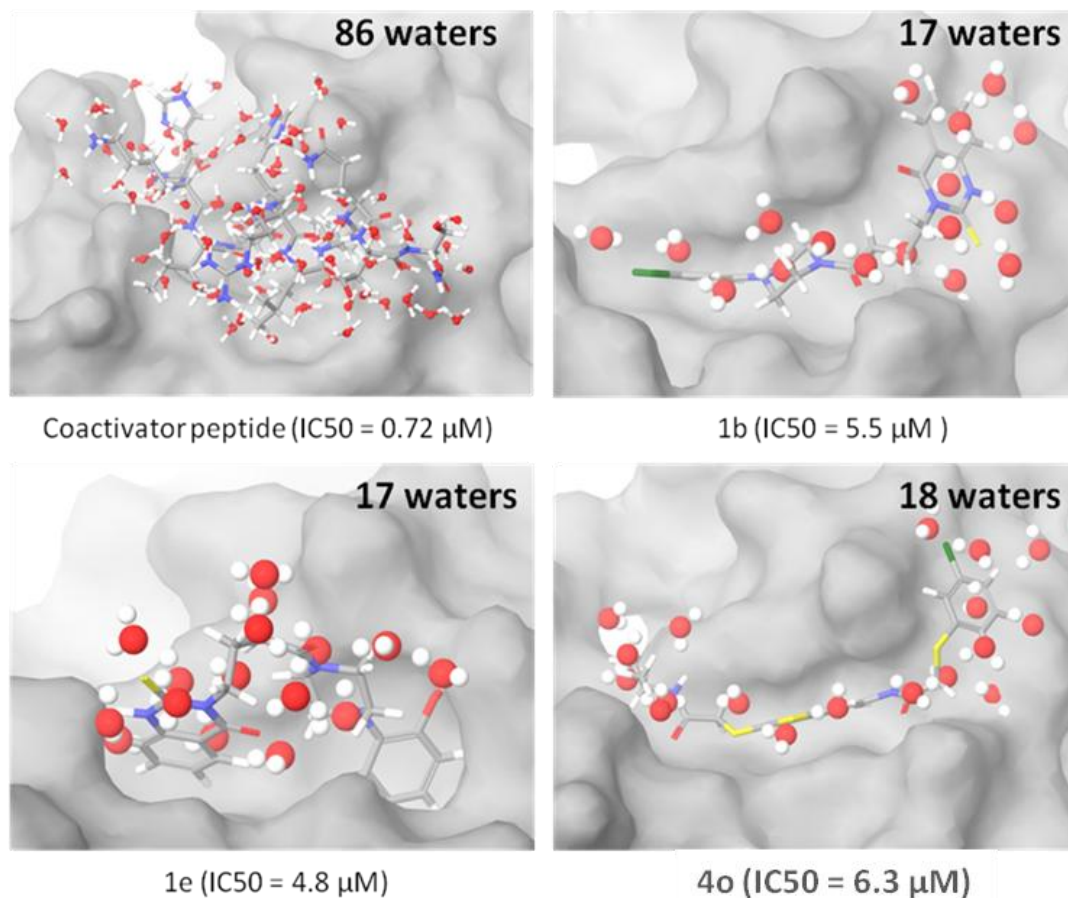 86 waters
17 waters
Coactivator peptide (IC50 = 0.72 µM)
1b (IC50 = 5.5 µM )
17 waters
18 waters
1e (IC50 = 4.8 µM)
4o (IC50 = 6.3 µM)